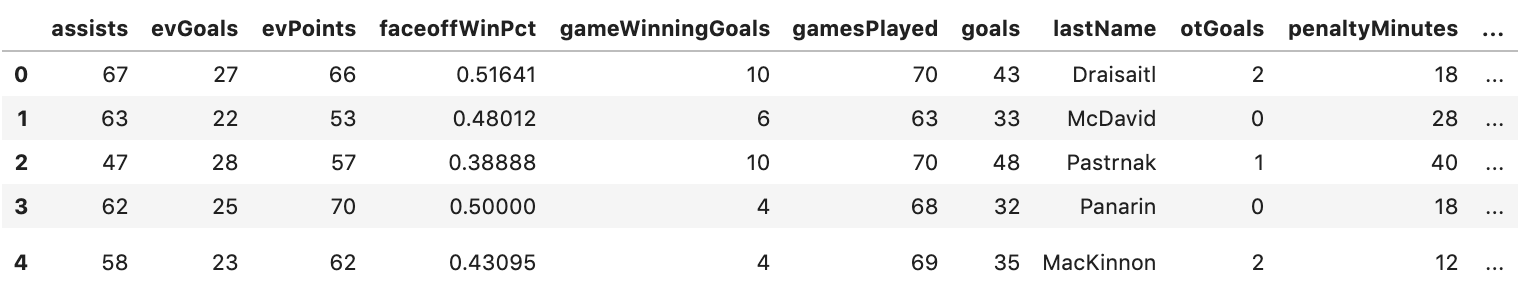 assists evGoals evPoints faceoffWinPct gameWinningGoals gamesPlayed goals lastName otGoals penaltyMinutes ...
0 67 27 66 0.51641 10 70 43 Draisaitl 2 18 ...
1 63 22 53 0.48012 6 63 33 McDavid 0 28 ...
2 47 28 57 0.38888 10 70 48 Pastrnak 1 40 ...
3 62 25 70 0.50000 4 68 32 Panarin 0 18 ...
4 58 23 62 0.43095 4 69 35 MacKinnon 2 12 ...